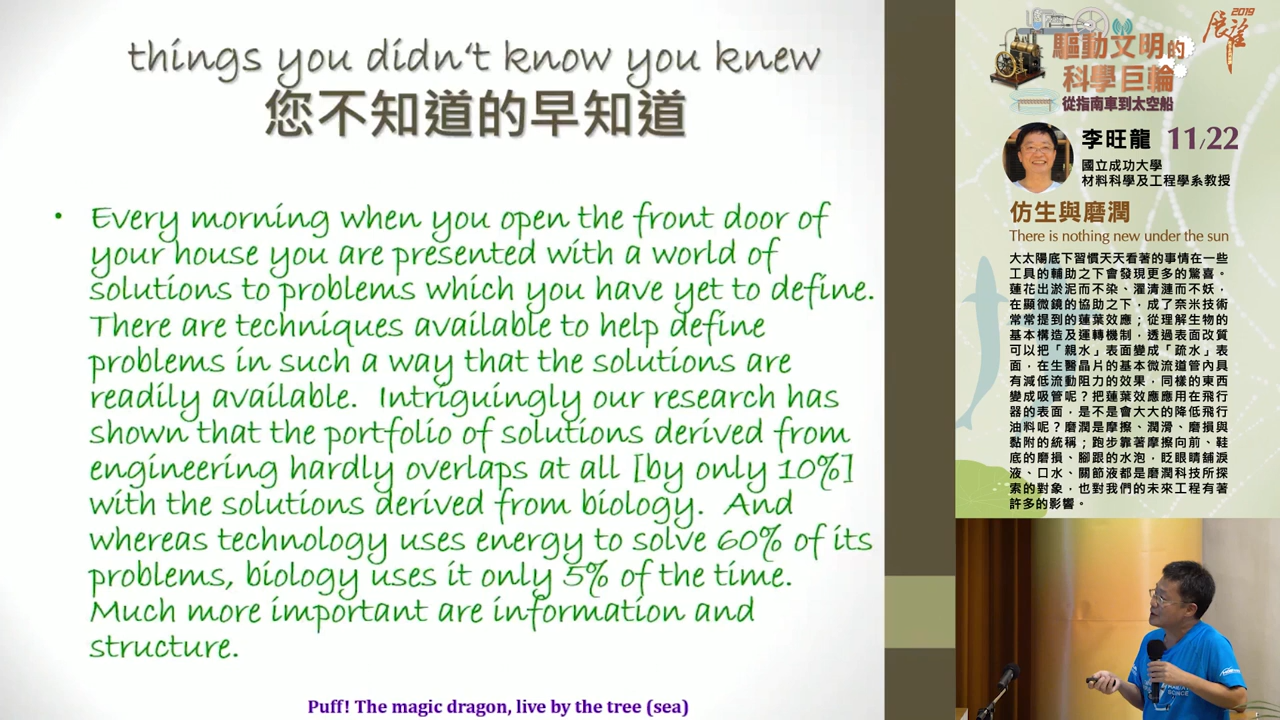 things you didn't know you knew
您不知道的早知道
• Every morning when you open the front door of
your house you are presented with a world of
solutions to problems which you have yet to define.
There are techniques available to help define
problems in such a way that the solutions are
readily available. Intriguingly our research has
shown that the portfolio of solutions derived from
engineering hardly overlaps at all [by only 10%]
with the solutions derived from biology. And
whereas technology uses energy to solve 60% of its
problems, biology uses it only 5% of the time.
Much more important are information and
structure.
Puff! The magic dragon, live by the tree (sea)
2019
展望
驅動文明的
科學巨輪
從指南車到太空船
李旺龍 11/22
國立成功大學
材料科學及工程學系教授
仿生與磨潤
There is nothing new under the sun
大太陽底下習慣天天看著的事情在一些
工具的輔助之下會發現更多的驚喜。
蓮花出淤泥而不染、濯清漣而不妖，
在顯微鏡的協助之下，成了奈米技術
常常提到的蓮葉效應；從理解生物的
基本構造及運轉機制，透過表面改質
可以把「親水」表面變成「疏水」表
面，在生醫晶片的基本微流道管內具
有減低流動阻力的效果，同樣的東西
變成吸管呢？把蓮葉效應應用在飛行
器的表面，是不是會大大的降低飛行
油料呢？磨潤是摩擦、潤滑、磨損與
黏附的統稱；跑步靠著摩擦向前、鞋
底的磨損、腳跟的水泡，眨眼睛舖淚
液、口水、關節液都是磨潤科技所探
索的對象，也對我們的未來工程有著
許多的影響。